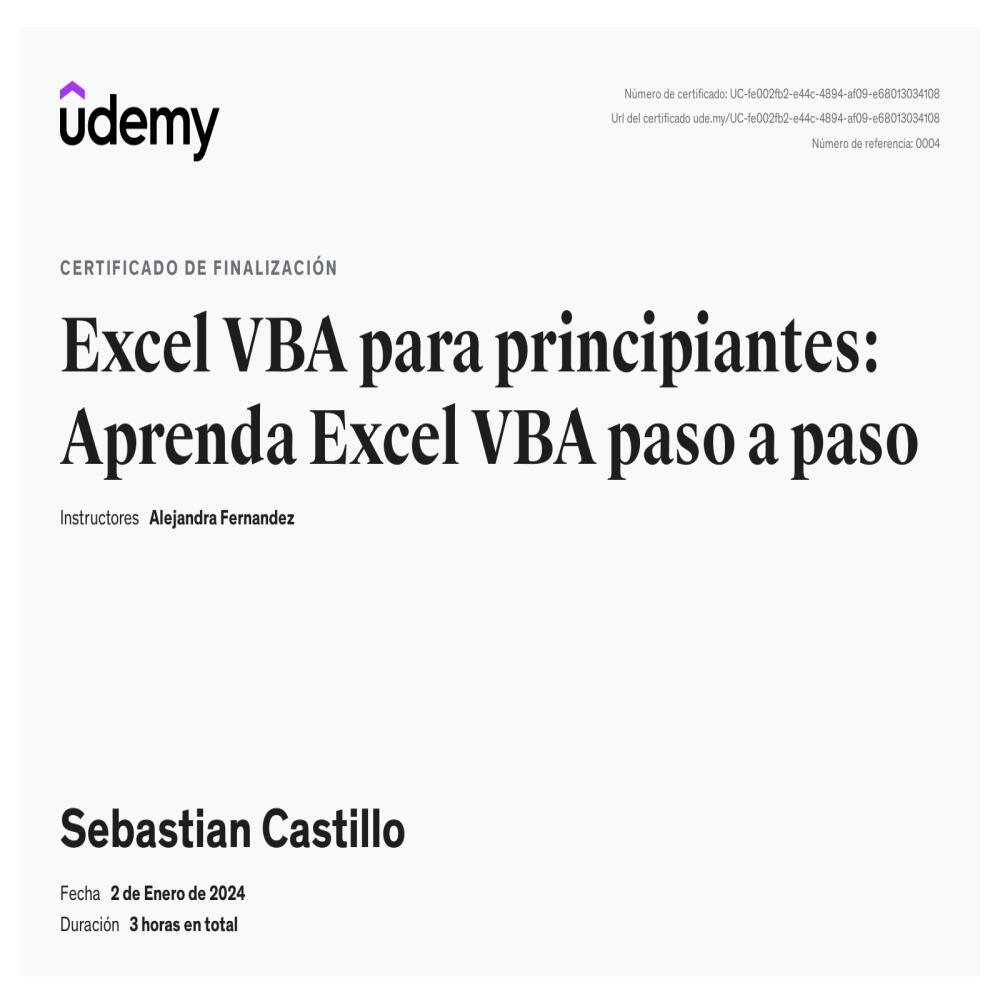 udemy
Número de certificado: UC-fe002fb2-e44c-4894-af09-e68013034108
Url del certificado ude.my/UC-fe002fb2-e44c-4894-af09-e68013034108
Número de referencia: 0004
CERTIFICADO DE FINALIZACIÓN
Excel VBA para principiantes:
Aprenda Excel VBA paso a paso
Instructores Alejandra Fernandez
Sebastian Castillo
Fecha 2 de Enero de 2024
Duración 3 horas en total